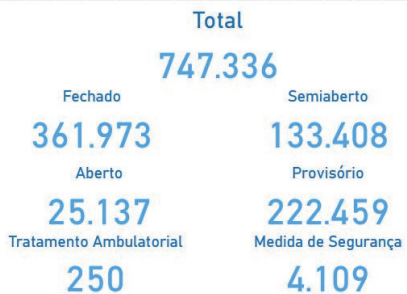 Total
747.336
Fechado Semiaberto
361.973 133.408
Aberto Provisório
25.137 222.459
Tratamento Ambulatorial Medida de Segurança
250 4.109